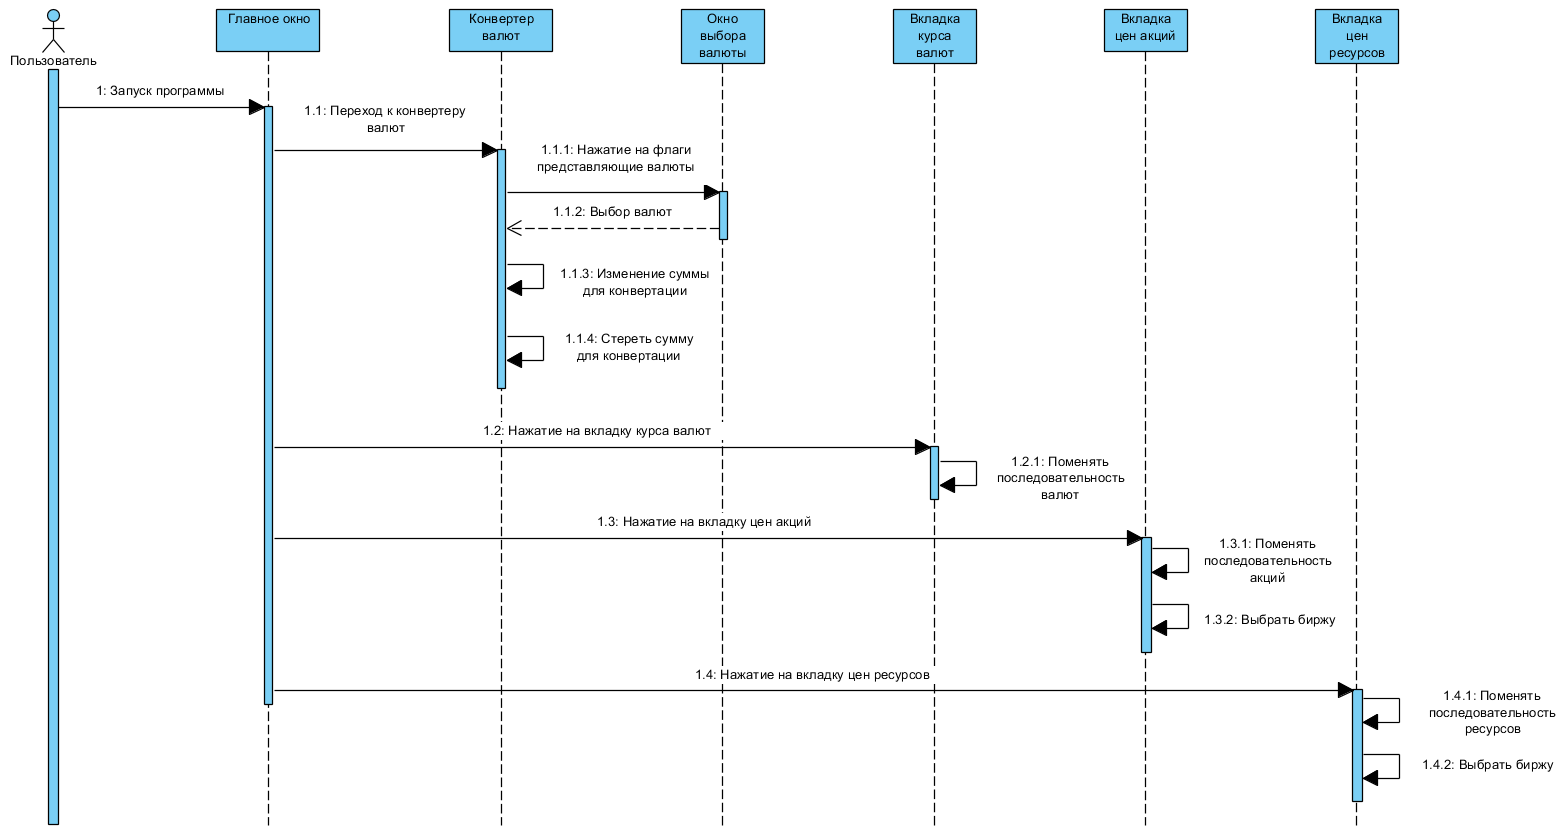 Пользователь
Главное окно
Конвертер
валют
Окно
выбора
валюты
Вкладка
курса
валют
Вкладка
цен акций
Вкладка
цен
ресурсов
1: Запуск программы
1.1: Переход к конвертеру
валют
1.1.1: Нажатие на флаги
представляющие валюты
1.1.2: Выбор валют
1.1.3: Изменение суммы
для конвертации
1.1.4: Стереть сумму
для конвертации
1.2: Нажатие на вкладку курса валют
1.2.1: Поменять
последовательность
валют
1.3: Нажатие на вкладку цен акций
1.3.1: Поменять
последовательность
акций
1.3.2: Выбрать биржу
1.4: Нажатие на вкладку цен ресурсов
1.4.1: Поменять
последовательность
ресурсов
1.4.2: Выбрать биржу